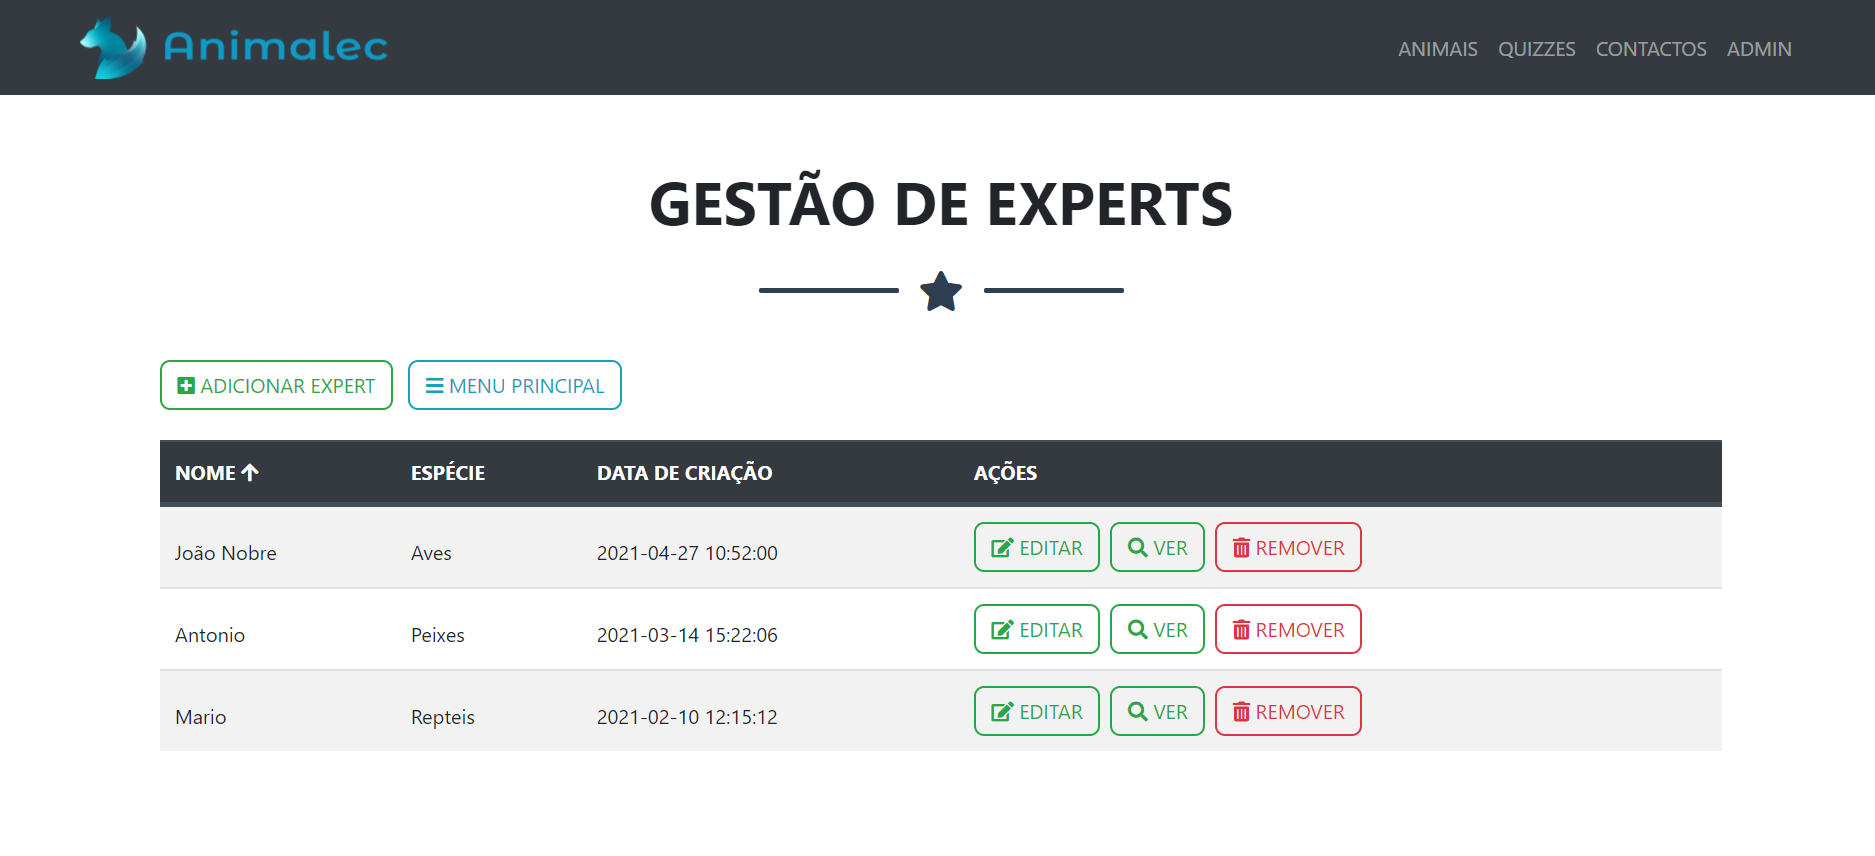 Animalec
ANIMAIS QUIZZES CONTACTOS ADMIN
GESTÃO DE EXPERTS
ADICIONAR EXPERT MENU PRINCIPAL
NOME ESPÉCIE DATA DE CRIAÇÃO AÇÕES
João Nobre Aves 2021-04-27 10:52:00 EDITAR VER REMOVER
Antonio Peixes 2021-03-14 15:22:06 EDITAR VER REMOVER
Mario Repteis 2021-02-10 12:15:12 EDITAR VER REMOVER